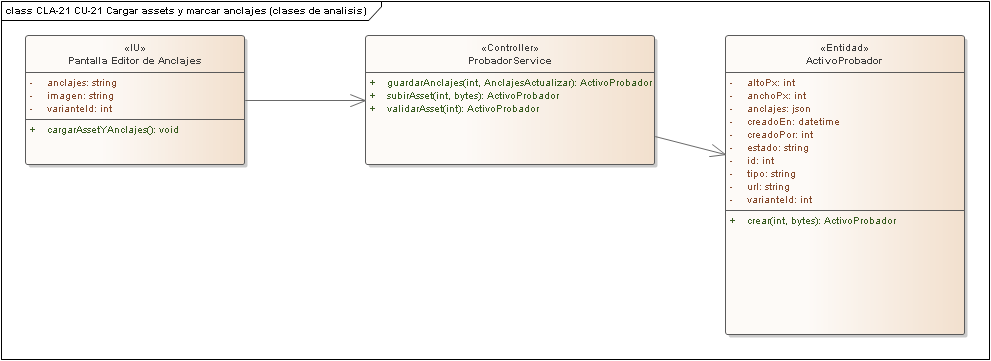 class CLA-21 CU-21 Cargar assets y marcar anclajes (clases de analisis)
«IU»
Pantalla Editor de Anclajes
- anclajes: string
- imagen: string
- varianteId: int
+ cargarAssetYAnclajes(): void
«Controller»
ProbadorService
+ guardarAnclajes(int, AnclajesActualizar): ActivoProbador
+ subirAsset(int, bytes): ActivoProbador
+ validarAsset(int): ActivoProbador
«Entidad»
ActivoProbador
- altoPx: int
- anchoPx: int
- anclajes: json
- creadoEn: datetime
- creadoPor: int
- estado: string
- id: int
- tipo: string
- url: string
- varianteId: int
+ crear(int, bytes): ActivoProbador